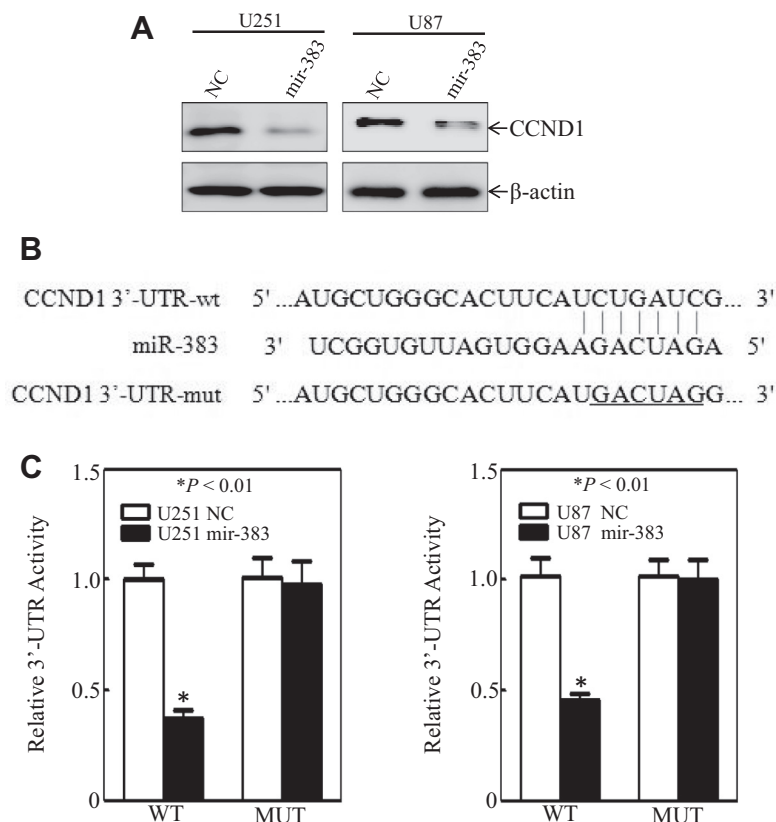 A
U251
U87
NC
mir-383
NC
mir-383
CCND1
β-actin
B
CCND1 3’-UTR-wt 5' ...AUGCUGGGCACUUCAUCUGAUCG... 3'
miR-383 3' UCGGUGUUAGUGGAAGACUAGA 5'
CCND1 3’-UTR-mut 5' ...AUGCUGGGCACUUCAUGACUAGG... 3'
C
Relative 3’-UTR Activity
1.5
1.0
0.5
0
*P < 0.01
U251 NC
U251 mir-383
*
WT
MUT
Relative 3’-UTR Activity
1.5
1.0
0.5
0
*P < 0.01
U87 NC
U87 mir-383
*
WT
MUT